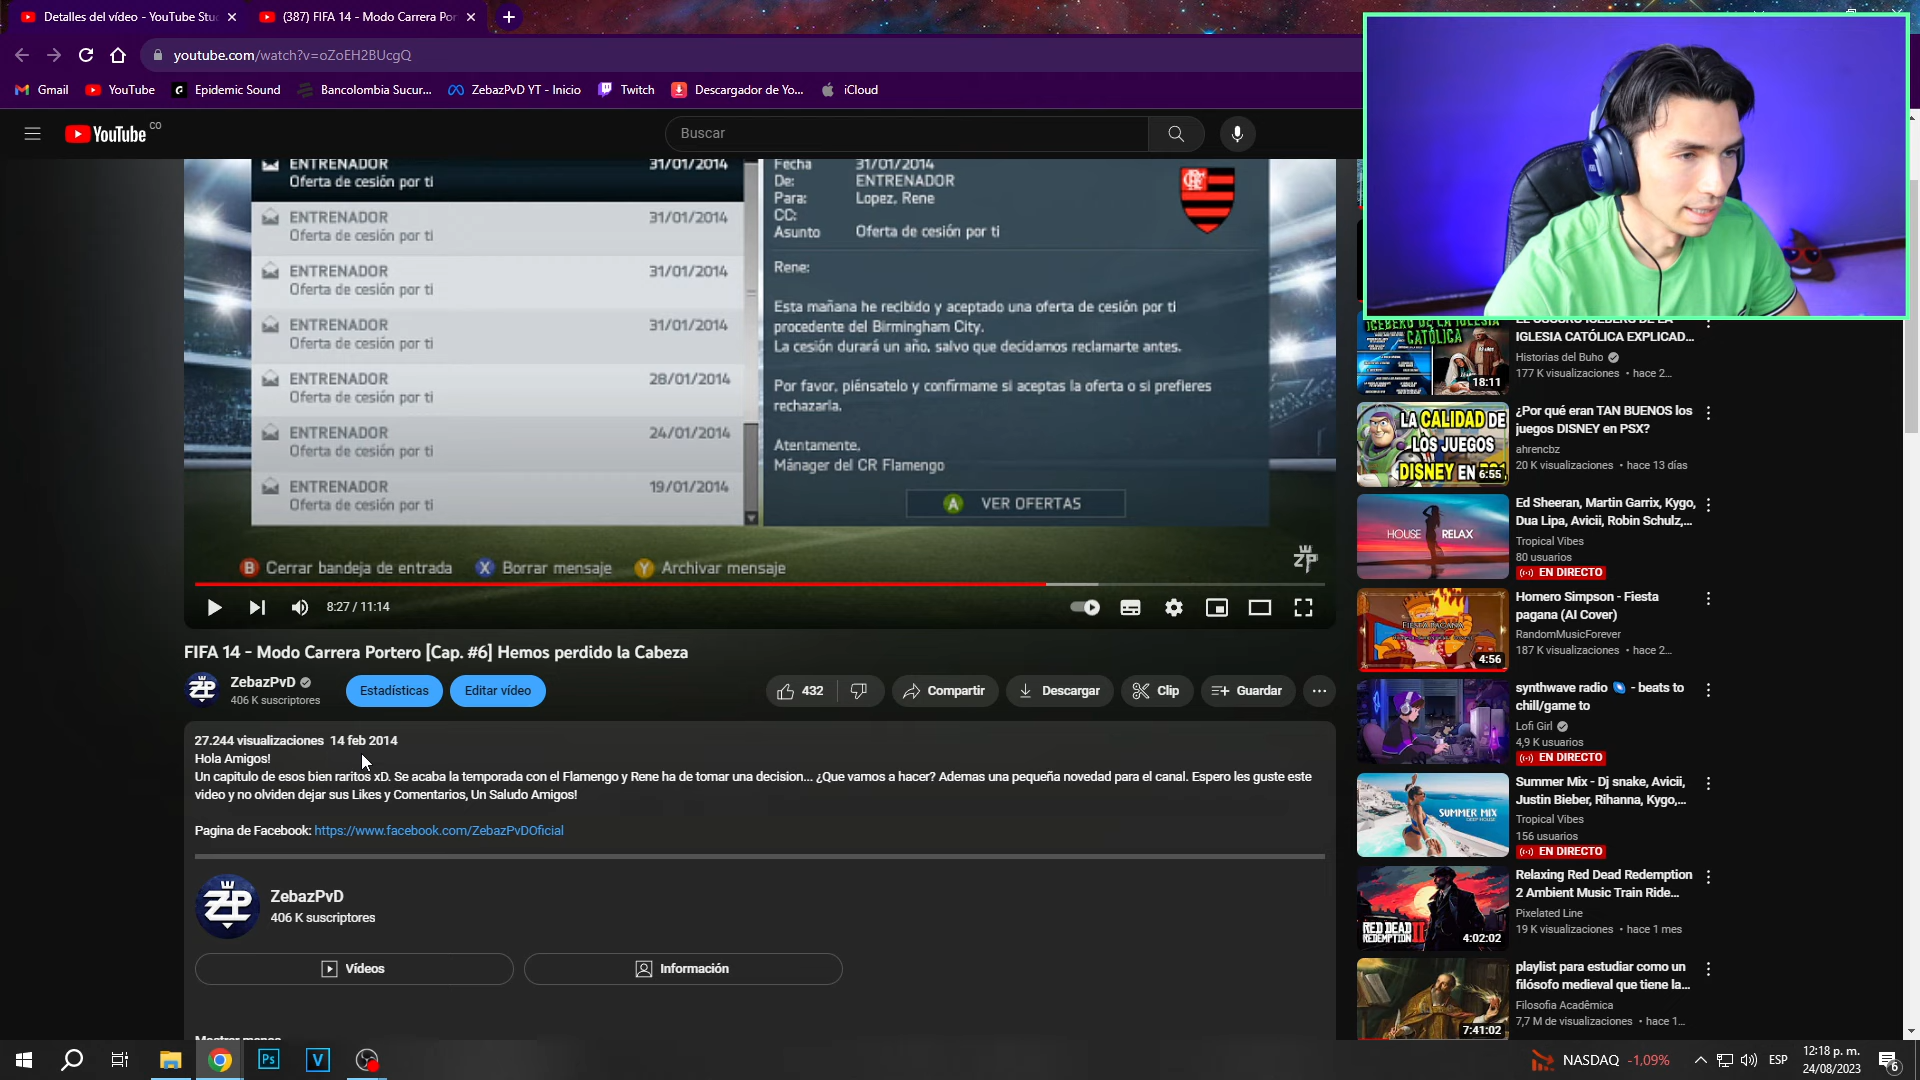 Detalles del vídeo - YouTube Stu
(387) FIFA 14 - Modo Carrera Por
youtube.com/watch?v=oZoEH2BUcgQ
Gmail
YouTube
Epidemic Sound
Bancolombia Sucur...
ZebazPvD YT - Inicio
Twitch
Descargador de Yo...
iCloud
YouTube CO
Buscar
ENTRENADOR 31/01/2014
Oferta de cesión por ti
ENTRENADOR 31/01/2014
Oferta de cesión por ti
ENTRENADOR 31/01/2014
Oferta de cesión por ti
ENTRENADOR 31/01/2014
Oferta de cesión por ti
ENTRENADOR 28/01/2014
Oferta de cesión por ti
ENTRENADOR 24/01/2014
Oferta de cesión por ti
ENTRENADOR 19/01/2014
Oferta de cesión por ti
Fecha 31/01/2014
De: ENTRENADOR
Para: Lopez, Rene
CC:
Asunto Oferta de cesión por ti
Rene:
Esta mañana he recibido y aceptado una oferta de cesión por ti
procedente del Birmingham City.
La cesión durará un año, salvo que decidamos reclamarte antes.
Por favor, piénsatelo y confírmame si aceptas la oferta o si prefieres
rechazarla.
Atentamente,
Mánager del CR Flamengo
A VER OFERTAS
B Cerrar bandeja de entrada X Borrar mensaje Y Archivar mensaje
ZP
8:27 / 11:14
FIFA 14 - Modo Carrera Portero [Cap. #6] Hemos perdido la Cabeza
ZebazPvD
406 K suscriptores
Estadísticas
Editar vídeo
432
Compartir
Descargar
Clip
Guardar
27.244 visualizaciones 14 feb 2014
Hola Amigos!
Un capitulo de esos bien raritos xD. Se acaba la temporada con el Flamengo y Rene ha de tomar una decision... ¿Que vamos a hacer? Ademas una pequeña novedad para el canal. Espero les guste este
video y no olviden dejar sus Likes y Comentarios, Un Saludo Amigos!
Pagina de Facebook: https://www.facebook.com/ZebazPvDOficial
ZP
ZebazPvD
406 K suscriptores
Vídeos
Información
Mostrar menos
ICEBERG DE LA IGLESIA
CATÓLICA
18:11
EL OSCURO ICEBERG DE LA
IGLESIA CATÓLICA EXPLICAD...
Historias del Buho
177 K visualizaciones • hace 2...
LA CALIDAD DE
LOS JUEGOS
DISNEY EN
6:55
¿Por qué eran TAN BUENOS los
juegos DISNEY en PSX?
ahrencbz
20 K visualizaciones • hace 13 días
HOUSE RELAX
Ed Sheeran, Martin Garrix, Kygo,
Dua Lipa, Avicii, Robin Schulz,...
Tropical Vibes
80 usuarios
EN DIRECTO
FIESTA PAGANA
4:56
Homero Simpson - Fiesta
pagana (AI Cover)
RandomMusicForever
187 K visualizaciones • hace 2...
synthwave radio - beats to
chill/game to
Lofi Girl
4,9 K usuarios
EN DIRECTO
SUMMER MIX
DEEP HOUSE
Summer Mix - Dj snake, Avicii,
Justin Bieber, Rihanna, Kygo,...
Tropical Vibes
156 usuarios
EN DIRECTO
RED DEAD
REDEMPTION II
4:02:02
Relaxing Red Dead Redemption
2 Ambient Music Train Ride...
Pixelated Line
19 K visualizaciones • hace 1 mes
7:41:02
playlist para estudiar como un
filósofo medieval que tiene la...
Filosofia Acadêmica
7,7 M de visualizaciones • hace 1...
Ps
V
NASDAQ -1,09%
ESP
12:18 p. m.
24/08/2023
6